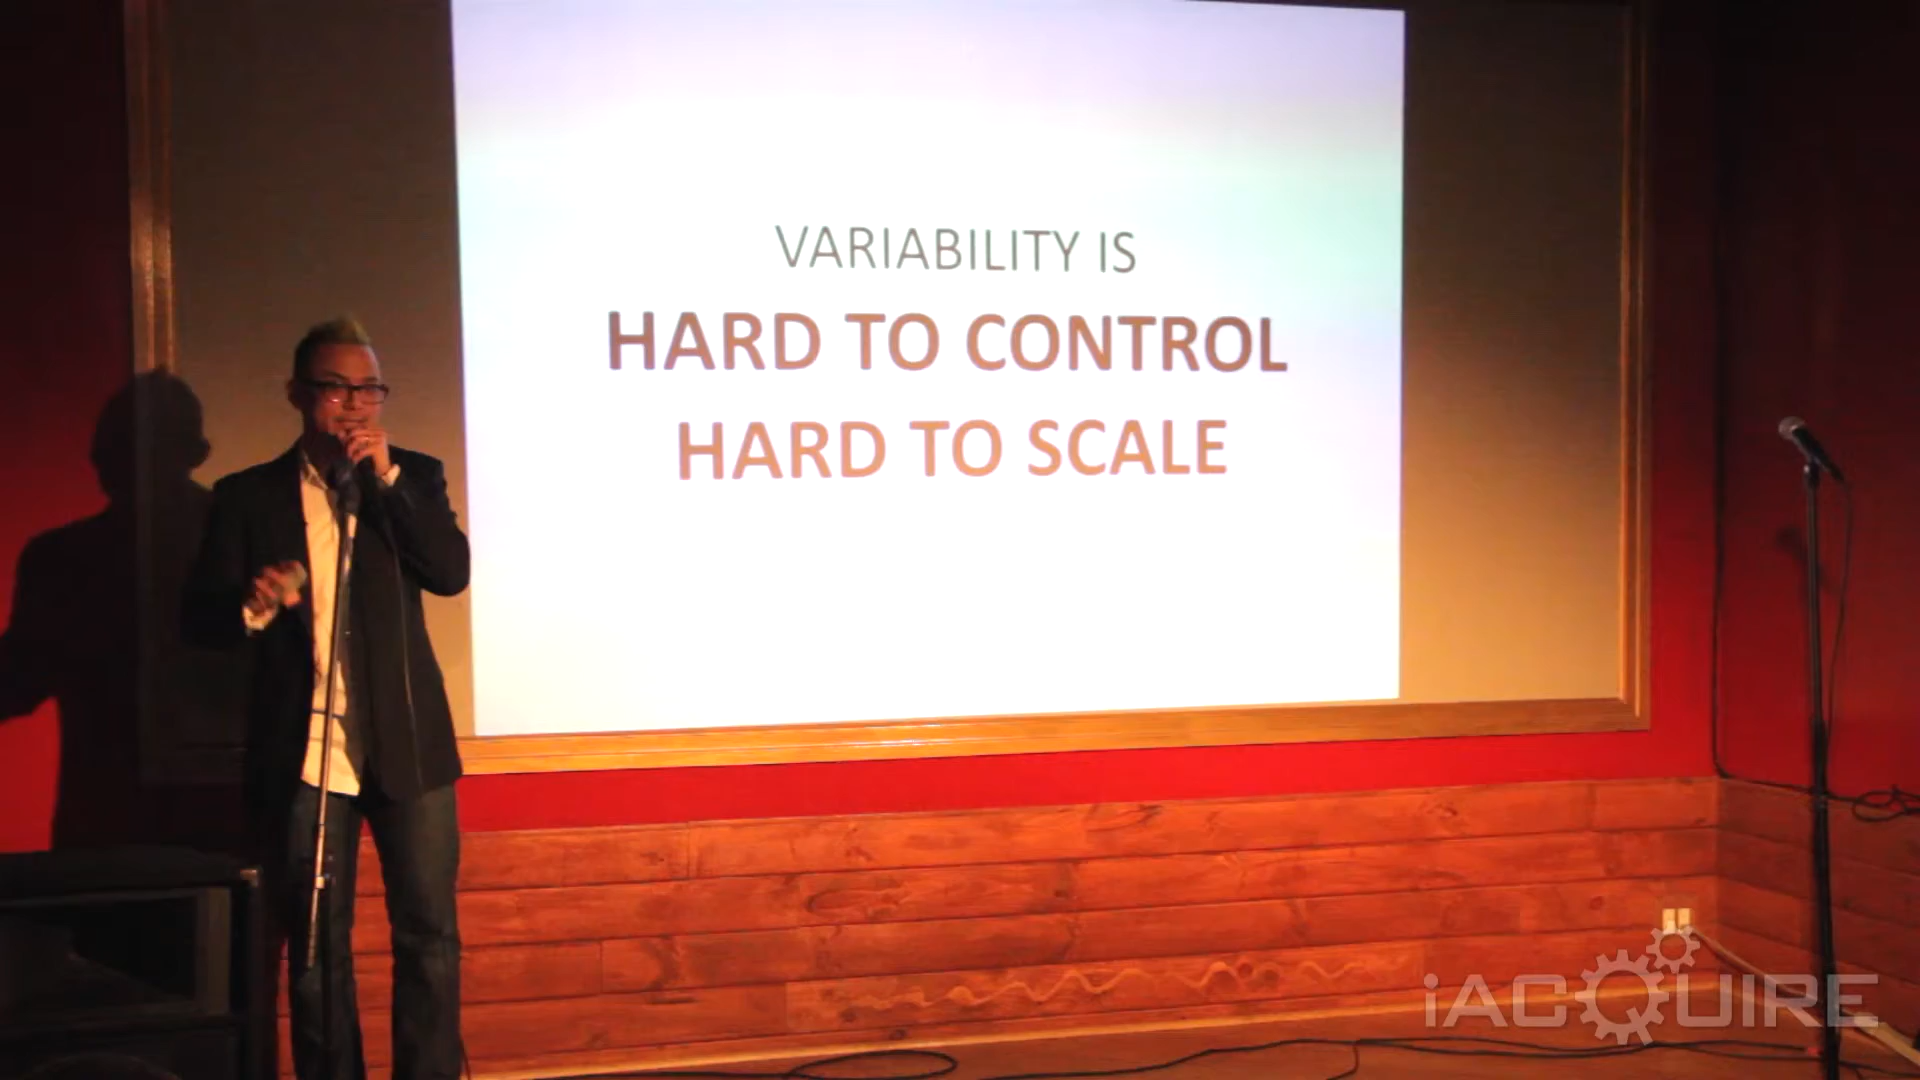 VARIABILITY IS
HARD TO CONTROL
HARD TO SCALE
iACQUIRE